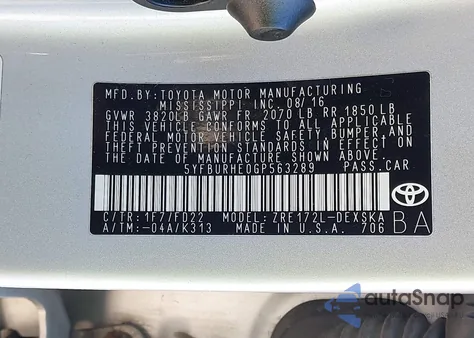 MFD.BY:TOYOTA MOTOR MANUFACTURING
MISSISSIPPI INC. 08/16
GVWR 3820LB GAWR FR 2070 LB RR 1850 LB
THIS VEHICLE CONFORMS TO ALL APPLICABLE
FEDERAL MOTOR VEHICLE SAFETY, BUMPER, AND
THEFT PREVENTION STANDARDS IN EFFECT ON
THE DATE OF MANUFACTURE SHOWN ABOVE.
5YFBURHE0GP563289 PASS.CAR
C/TR:1F7/FD22 MODEL:ZRE172L-DEXSKA
A/TM:-04A/K313 MADE IN U.S.A. 706 BA
autoSnap